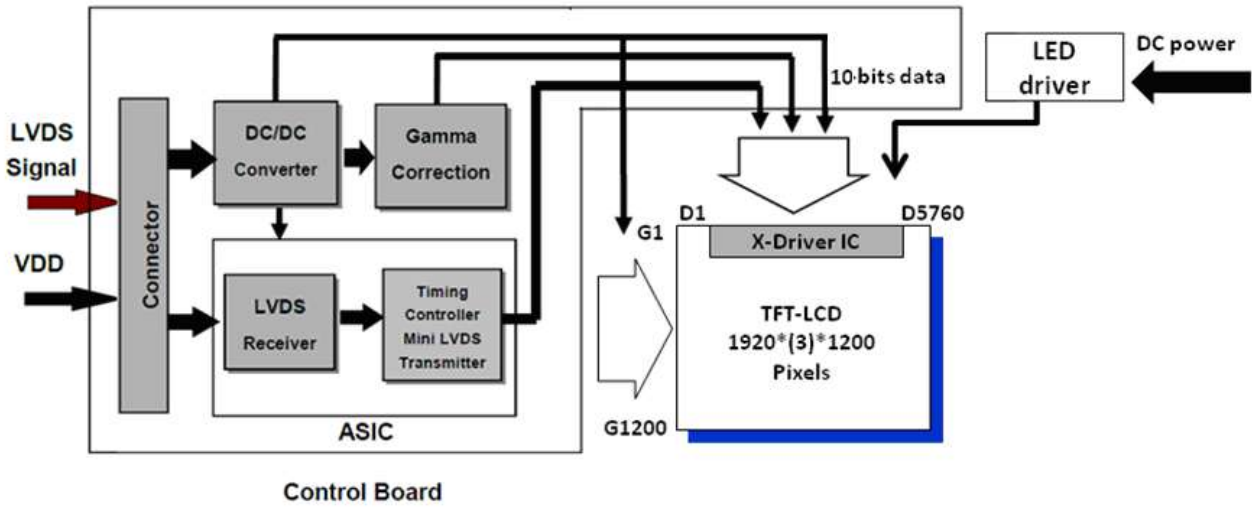 LED
driver
DC power
10-bits data
LVDS
Signal
VDD
Connector
DC/DC
Converter
Gamma
Correction
LVDS
Receiver
Timing
Controller
Mini LVDS
Transmitter
ASIC
Control Board
D1
D5760
G1
X-Driver IC
TFT-LCD
1920*(3)*1200
Pixels
G1200